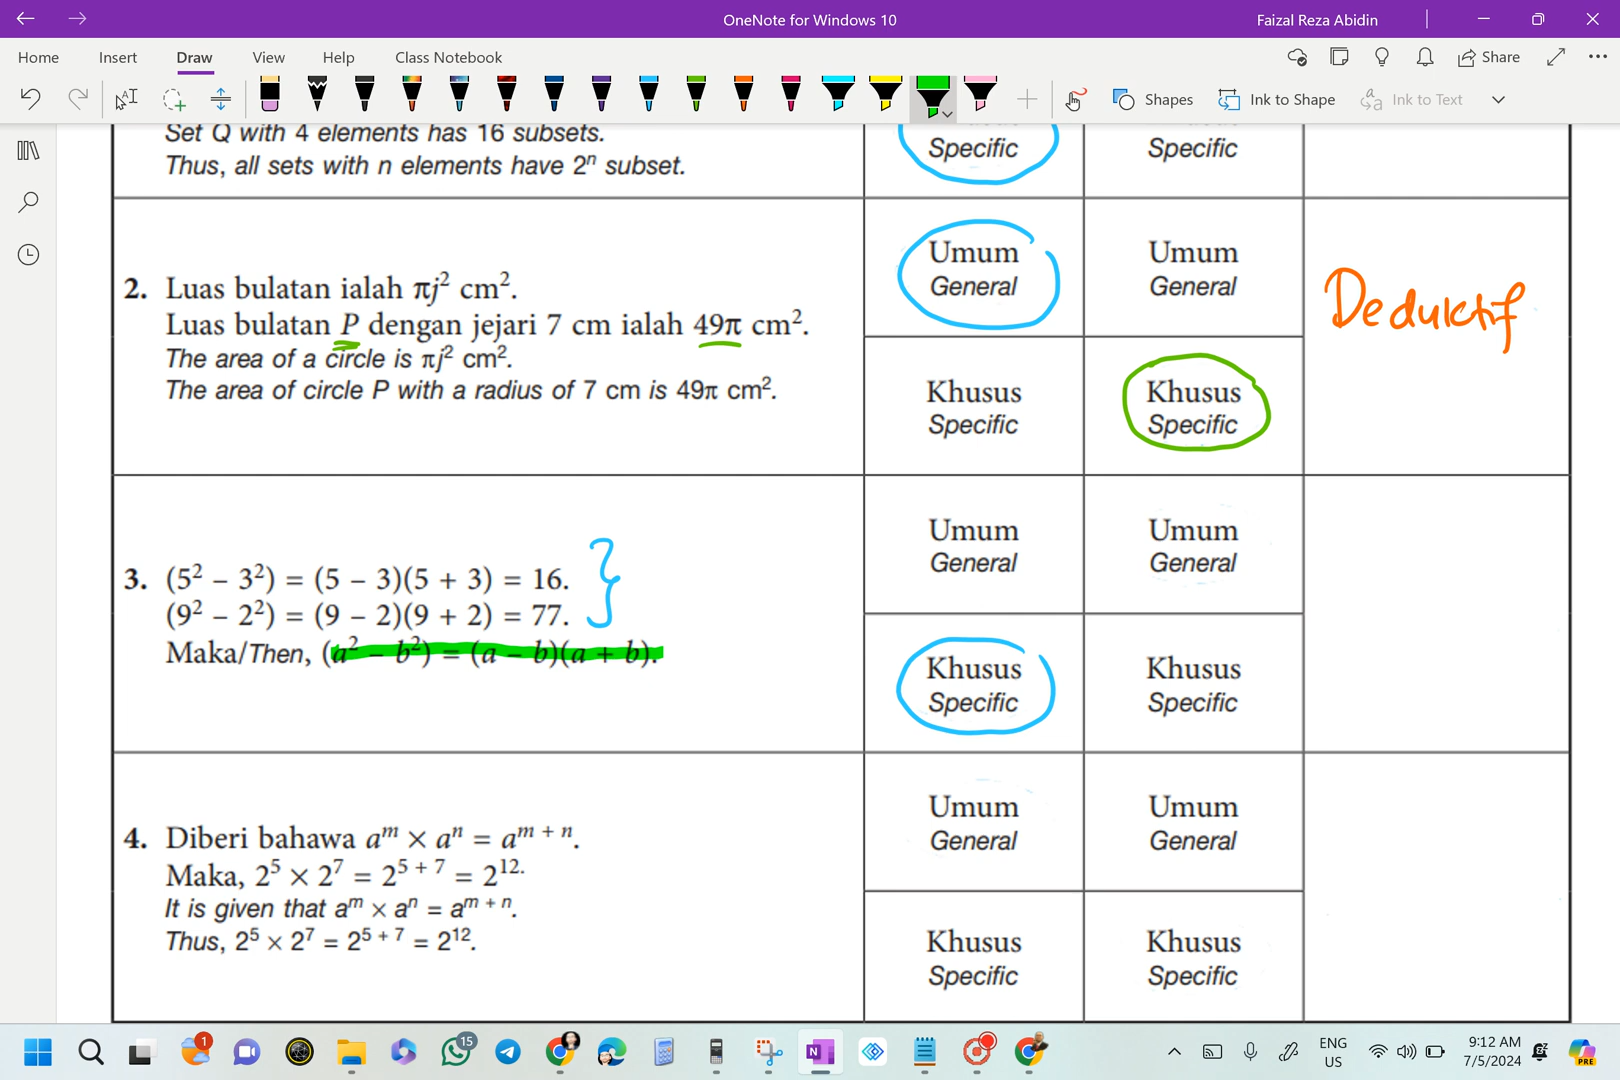 OneNote for Windows 10
Faizal Reza Abidin
Home Insert Draw View Help Class Notebook
Share
Shapes Ink to Shape Ink to Text
Set Q with 4 elements has 16 subsets.
Thus, all sets with n elements have 2ⁿ subset.
Specific
Specific
2. Luas bulatan ialah πj² cm².
Luas bulatan P dengan jejari 7 cm ialah 49π cm².
The area of a circle is πj² cm².
The area of circle P with a radius of 7 cm is 49π cm².
Umum
General
Umum
General
Khusus
Specific
Khusus
Specific
Deduktif
3. (5² – 3²) = (5 – 3)(5 + 3) = 16.
(9² – 2²) = (9 – 2)(9 + 2) = 77.
Maka/Then, (a² – b²) = (a – b)(a + b).
Umum
General
Umum
General
Khusus
Specific
Khusus
Specific
4. Diberi bahawa aᵐ × aⁿ = aᵐ ⁺ ⁿ.
Maka, 2⁵ × 2⁷ = 2⁵ ⁺ ⁷ = 2¹².
It is given that aᵐ × aⁿ = aᵐ ⁺ ⁿ.
Thus, 2⁵ × 2⁷ = 2⁵ ⁺ ⁷ = 2¹².
Umum
General
Umum
General
Khusus
Specific
Khusus
Specific
1
15
ENG
US
9:12 AM
7/5/2024
PRE